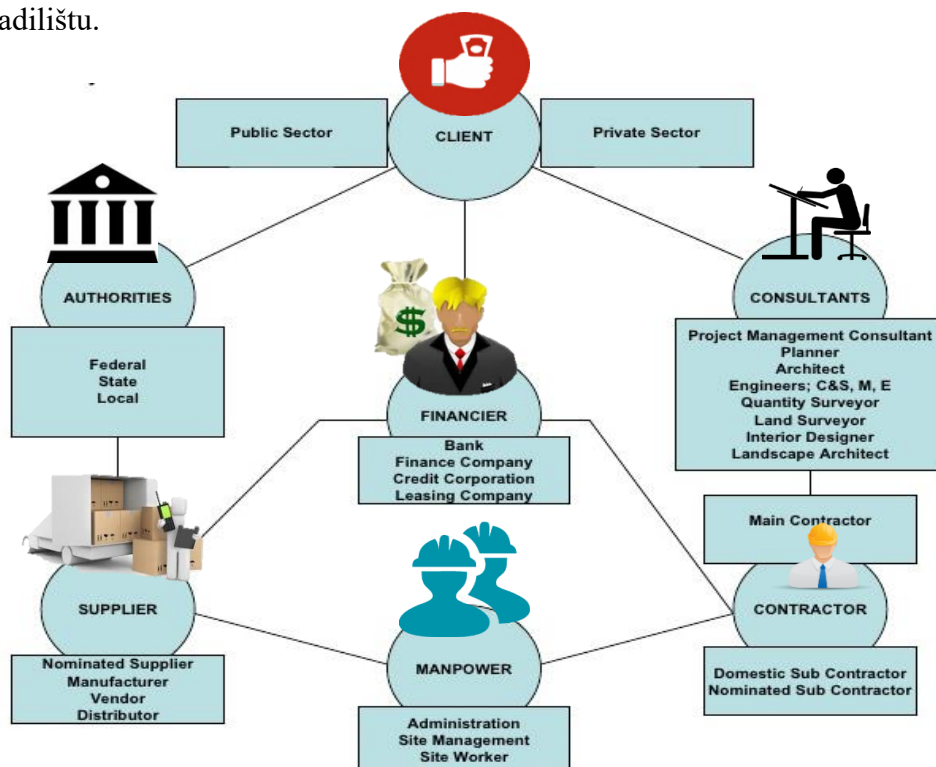 adilištu.
Public Sector
CLIENT
Private Sector
AUTHORITIES
CONSULTANTS
Federal
State
Local
Project Management Consultant
Planner
Architect
Engineers; C&S, M, E
Quantity Surveyor
Land Surveyor
Interior Designer
Landscape Architect
$
FINANCIER
Bank
Finance Company
Credit Corporation
Leasing Company
Main Contractor
SUPPLIER
CONTRACTOR
Nominated Supplier
Manufacturer
Vendor
Distributor
MANPOWER
Domestic Sub Contractor
Nominated Sub Contractor
Administration
Site Management
Site Worker